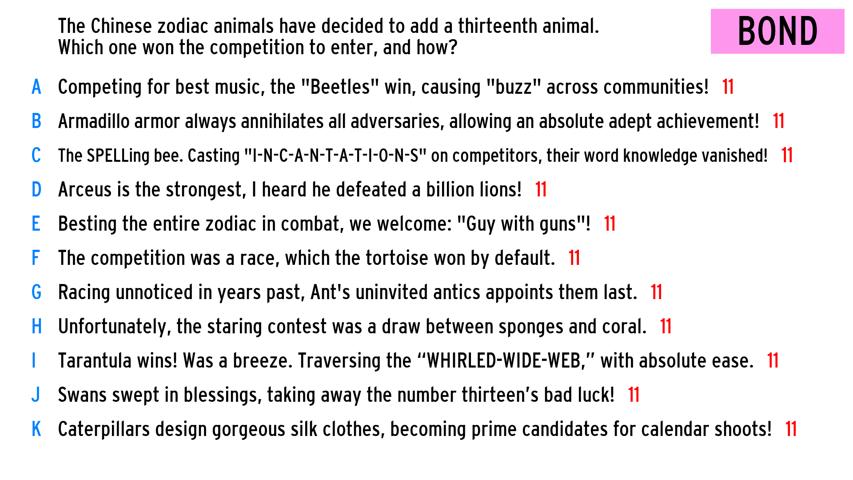 The Chinese zodiac animals have decided to add a thirteenth animal.
Which one won the competition to enter, and how?
BOND
A Competing for best music, the "Beetles" win, causing "buzz" across communities! 11
B Armadillo armor always annihilates all adversaries, allowing an absolute adept achievement! 11
C The SPELLing bee. Casting "I-N-C-A-N-T-A-T-I-O-N-S" on competitors, their word knowledge vanished! 11
D Arceus is the strongest, I heard he defeated a billion lions! 11
E Besting the entire zodiac in combat, we welcome: "Guy with guns"! 11
F The competition was a race, which the tortoise won by default. 11
G Racing unnoticed in years past, Ant's uninvited antics appoints them last. 11
H Unfortunately, the staring contest was a draw between sponges and coral. 11
I Tarantula wins! Was a breeze. Traversing the “WHIRLED-WIDE-WEB,” with absolute ease. 11
J Swans swept in blessings, taking away the number thirteen’s bad luck! 11
K Caterpillars design gorgeous silk clothes, becoming prime candidates for calendar shoots! 11